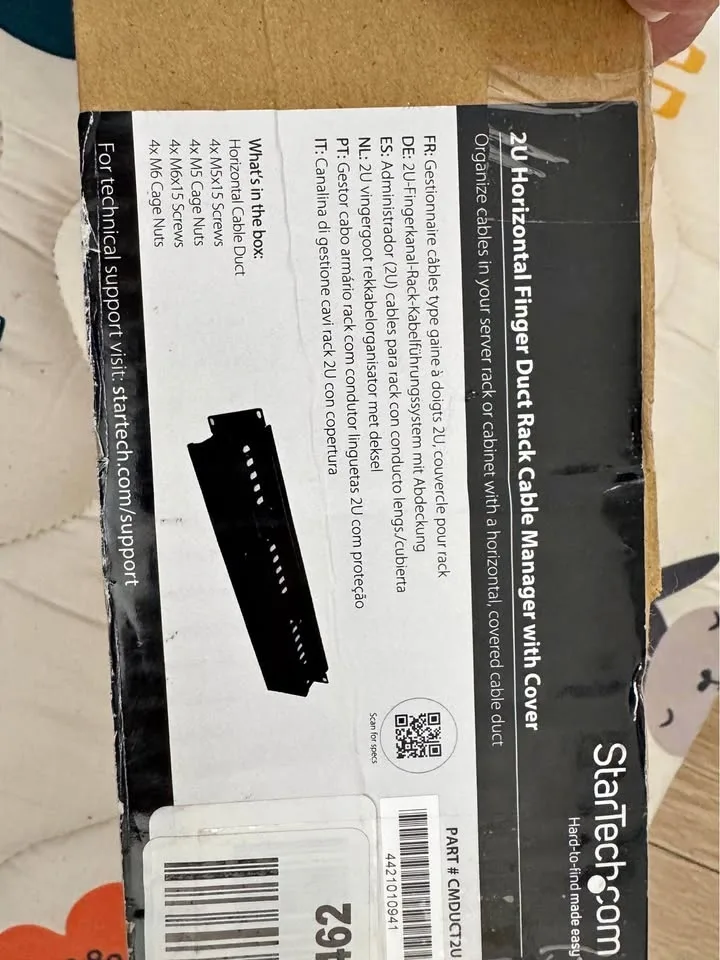 StarTech.com
Hard-to-find made easy
2U Horizontal Finger Duct Rack Cable Manager with Cover
Organize cables in your server rack or cabinet with a horizontal, covered cable duct
FR: Gestionnaire câbles type gaine à doigts 2U, couvercle pour rack
DE: 2U-Fingerkanal-Rack-Kabelführungssystem mit Abdeckung
ES: Administrador (2U) cables para rack con conducto lengs./cubierta
NL: 2U vingergoot rekkabelorganisator met deksel
PT: Gestor cabo armário rack com condutor linguetas 2U com proteção
IT: Canalina di gestione cavi rack 2U con copertura
Scan for specs
PART # CMDUCT2U
4421010941
What's in the box:
Horizontal Cable Duct
4x M5x15 Screws
4x M5 Cage Nuts
4x M6x15 Screws
4x M6 Cage Nuts
For technical support visit: startech.com/support